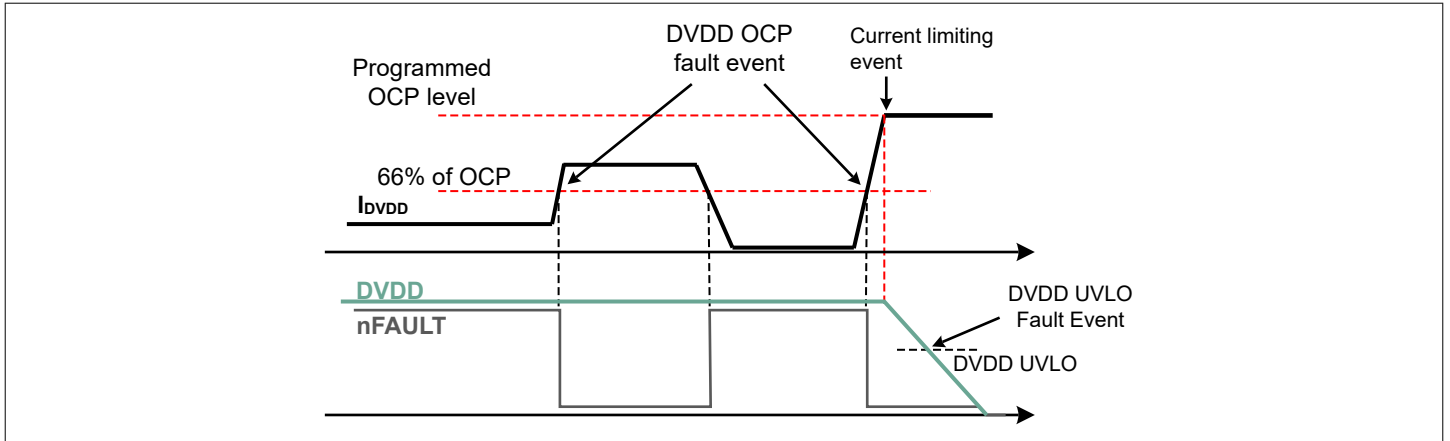 DVDD OCP
fault event
Current limiting
event
Programmed
OCP level
66% of OCP
IDVDD
DVDD
nFAULT
DVDD UVLO
Fault Event
DVDD UVLO